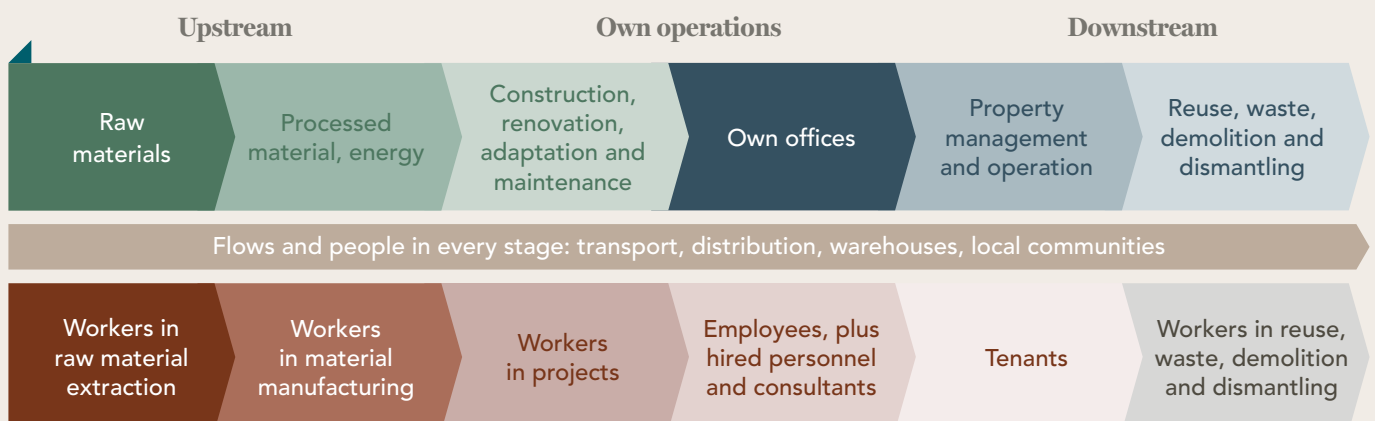 Upstream
Own operations
Downstream
Raw
materials
Processed
material, energy
Construction,
renovation,
adaptation and
maintenance
Own offices
Property
management
and operation
Reuse, waste,
demolition and
dismantling
Flows and people in every stage: transport, distribution, warehouses, local communities
Workers in
raw material
extraction
Workers
in material
manufacturing
Workers
in projects
Employees, plus
hired personnel
and consultants
Tenants
Workers in reuse,
waste, demolition
and dismantling